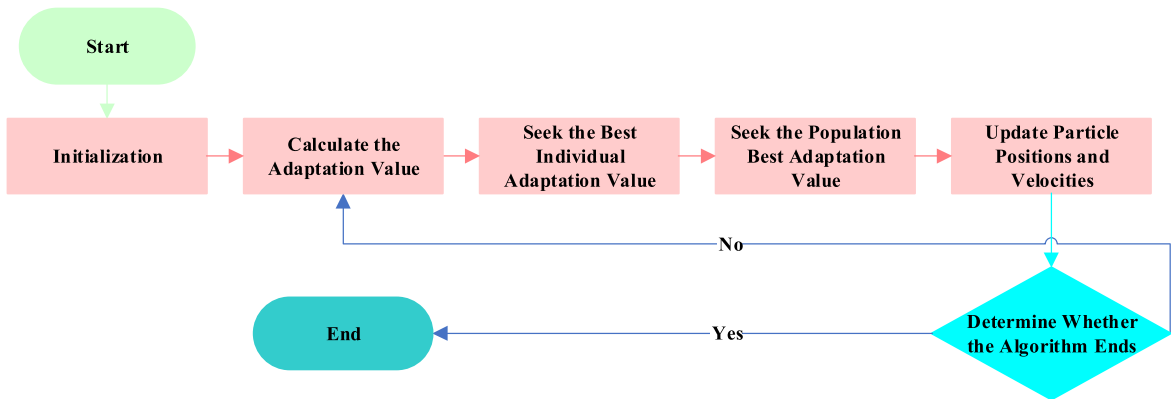 Start
Initialization
Calculate the
Adaptation Value
Seek the Best
Individual
Adaptation Value
Seek the Population
Best Adaptation
Value
Update Particle
Positions and
Velocities
No
Determine Whether
the Algorithm Ends
Yes
End